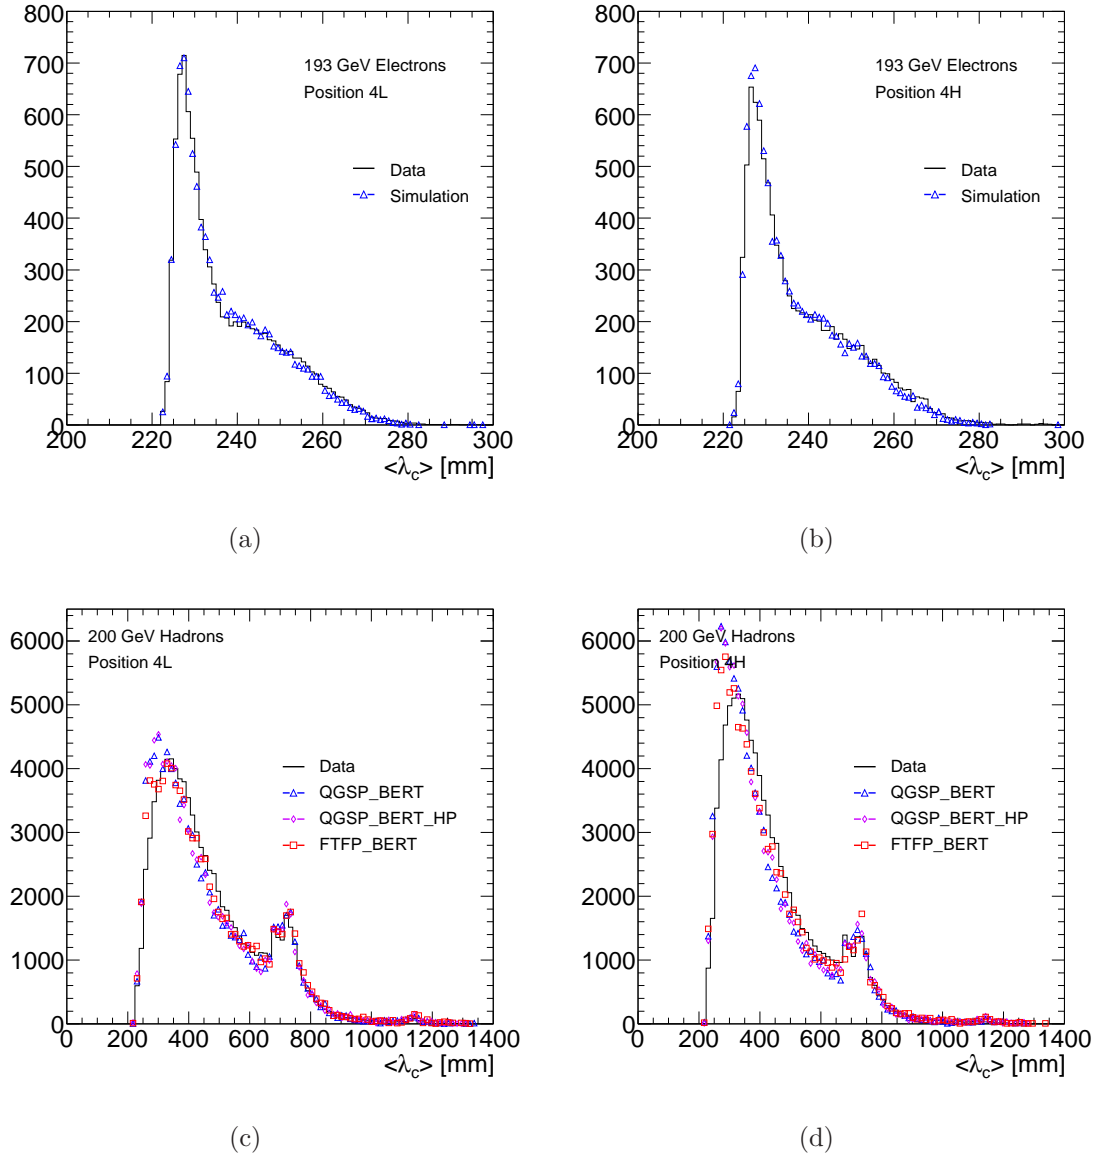 800
700
600
500
400
300
200
100
0
200 220 240 260 280 300
<λc> [mm]
193 GeV Electrons
Position 4L
Data
Simulation
(a)
800
700
600
500
400
300
200
100
0
200 220 240 260 280 300
<λc> [mm]
193 GeV Electrons
Position 4H
Data
Simulation
(b)
6000
5000
4000
3000
2000
1000
0
0 200 400 600 800 1000 1200 1400
<λc> [mm]
200 GeV Hadrons
Position 4L
Data
QGSP_BERT
QGSP_BERT_HP
FTFP_BERT
(c)
6000
5000
4000
3000
2000
1000
0
0 200 400 600 800 1000 1200 1400
<λc> [mm]
200 GeV Hadrons
Position 4H
Data
QGSP_BERT
QGSP_BERT_HP
FTFP_BERT
(d)